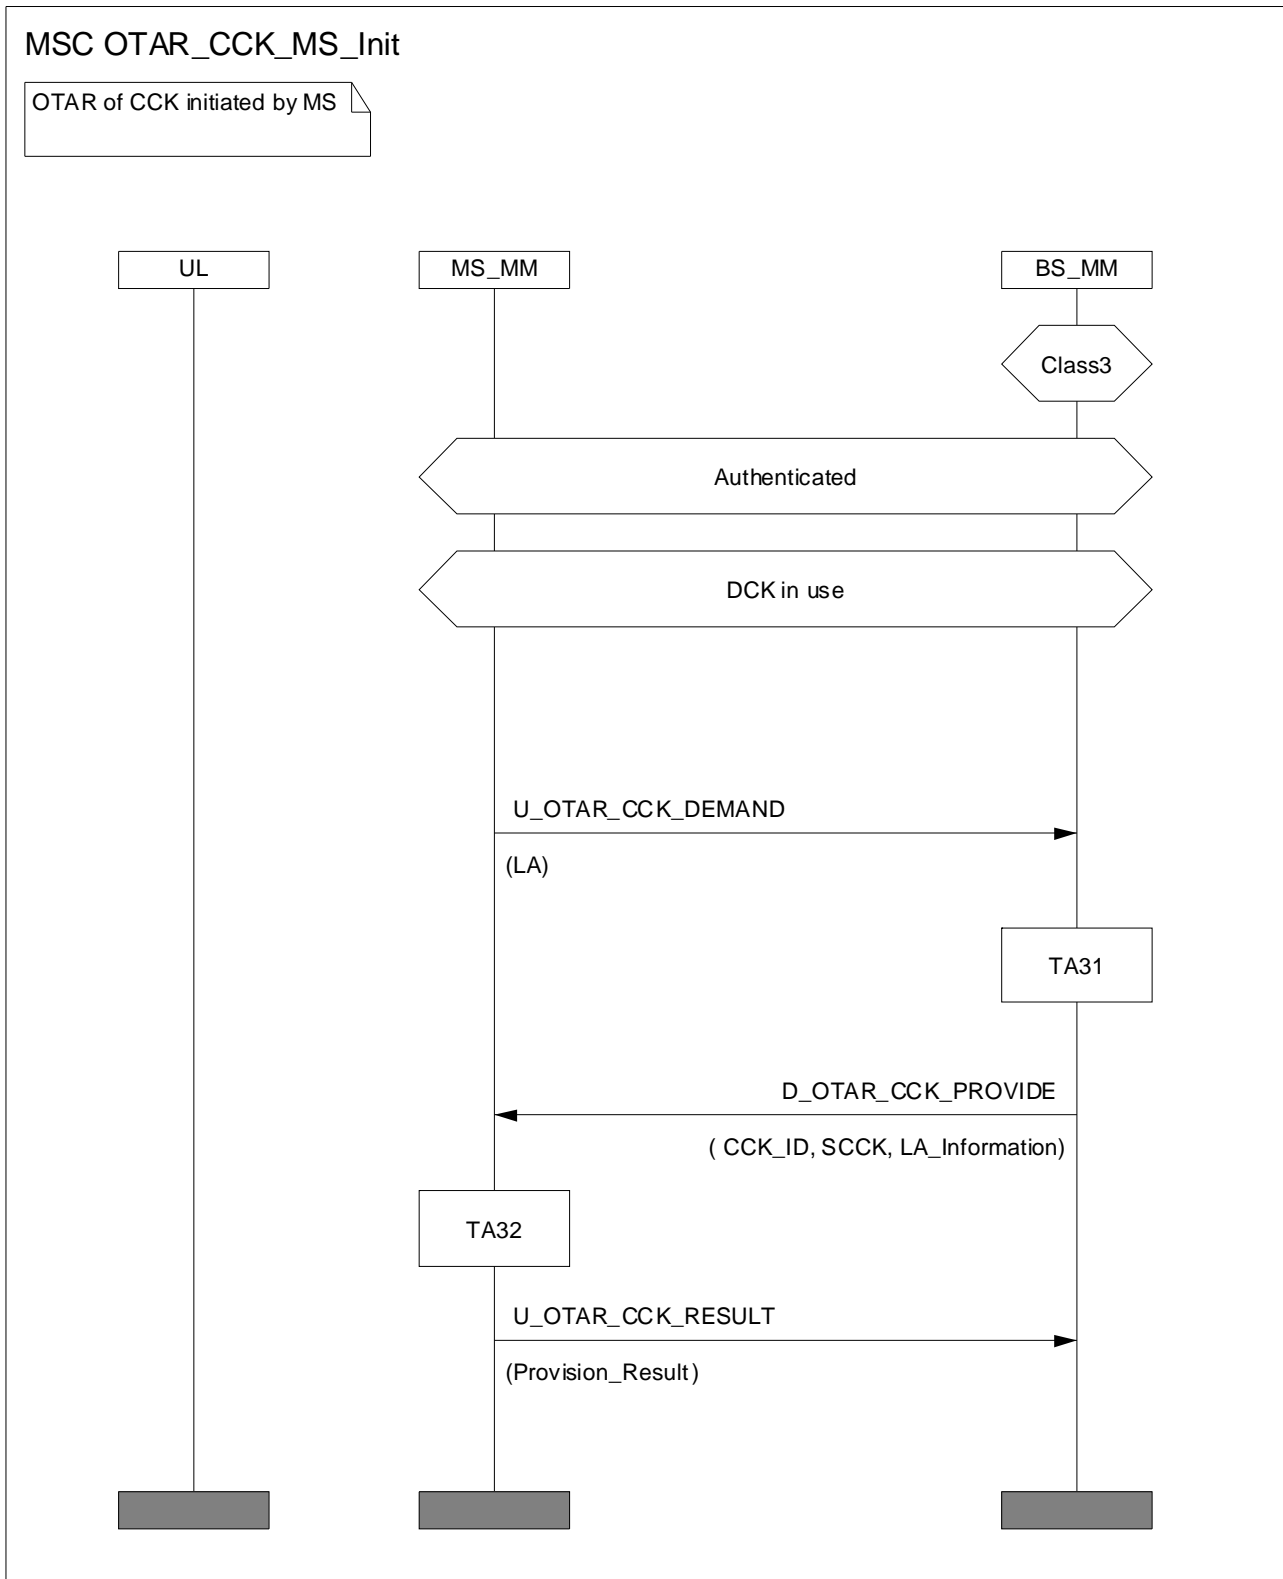 MSC OTAR_CCK_MS_Init
OTAR of CCK initiated by MS
UL
MS_MM
BS_MM
Class3
Authenticated
DCK in use
U_OTAR_CCK_DEMAND
(LA)
TA31
D_OTAR_CCK_PROVIDE
( CCK_ID, SCCK, LA_Information)
TA32
U_OTAR_CCK_RESULT
(Provision_Result)